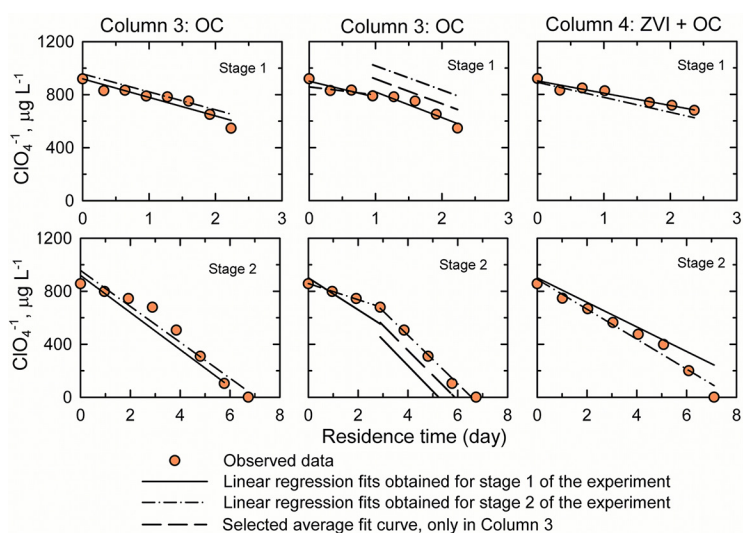 Column 3: OC Column 3: OC Column 4: ZVI + OC
1200
800
400
0
ClO4-1, µg L-1
Stage 1 Stage 1 Stage 1
0 1 2 3 0 1 2 3 0 1 2 3
1200
800
400
0
ClO4-1, µg L-1
Stage 2 Stage 2 Stage 2
0 2 4 6 8 0 2 4 6 8 0 2 4 6 8
Residence time (day)
Observed data
Linear regression fits obtained for stage 1 of the experiment
Linear regression fits obtained for stage 2 of the experiment
Selected average fit curve, only in Column 3